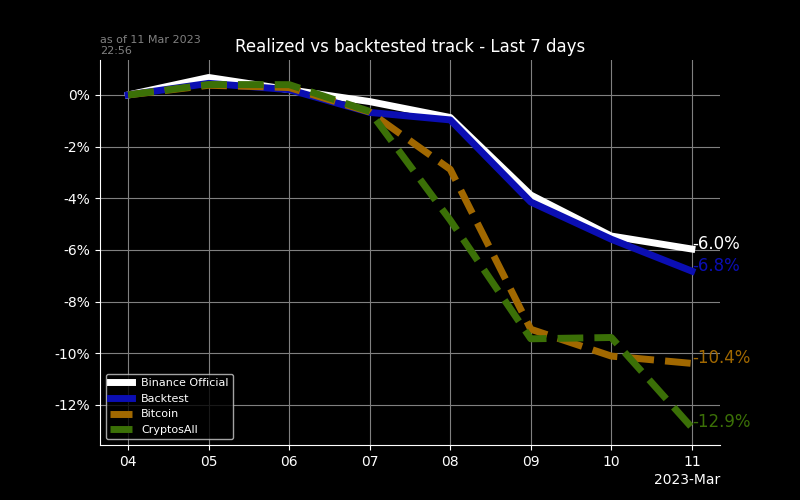 as of 11 Mar 2023
22:56
Realized vs backtested track - Last 7 days
0%
-2%
-4%
-6%
-8%
-10%
-12%
-6.0%
-6.8%
-10.4%
-12.9%
Binance Official
Backtest
Bitcoin
CryptosAll
04 05 06 07 08 09 10 11
2023-Mar